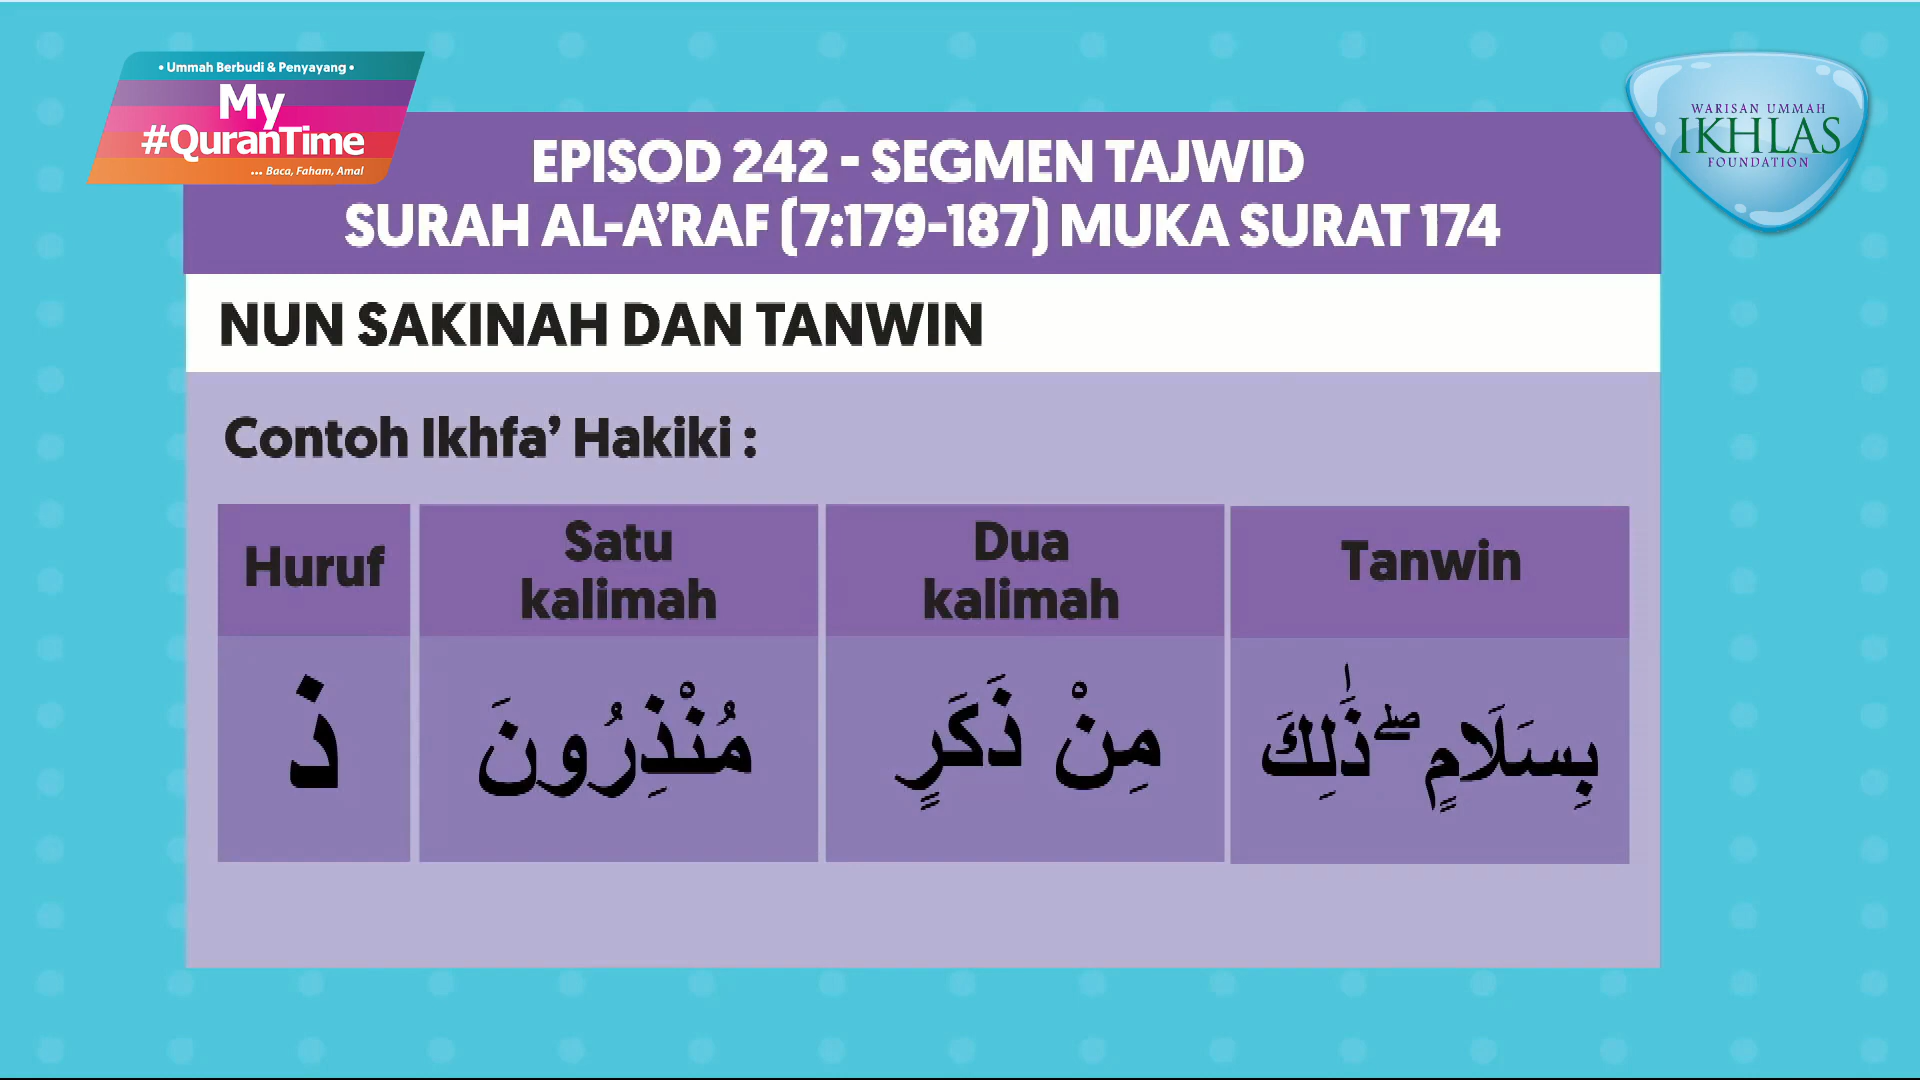 • Ummah Berbudi & Penyayang •
My
#QuranTime
... Baca, Faham, Amal
WARISAN UMMAH
IKHLAS
FOUNDATION
EPISOD 242 - SEGMEN TAJWID
SURAH AL-A’RAF (7:179-187) MUKA SURAT 174
NUN SAKINAH DAN TANWIN
Contoh Ikhfa’ Hakiki :
Huruf
Satu
kalimah
Dua
kalimah
Tanwin
ذ
مُنْذِرُونَ
مِنْ ذَكَرٍ
بِسَلَامٍ ۖ ذَٰلِكَ